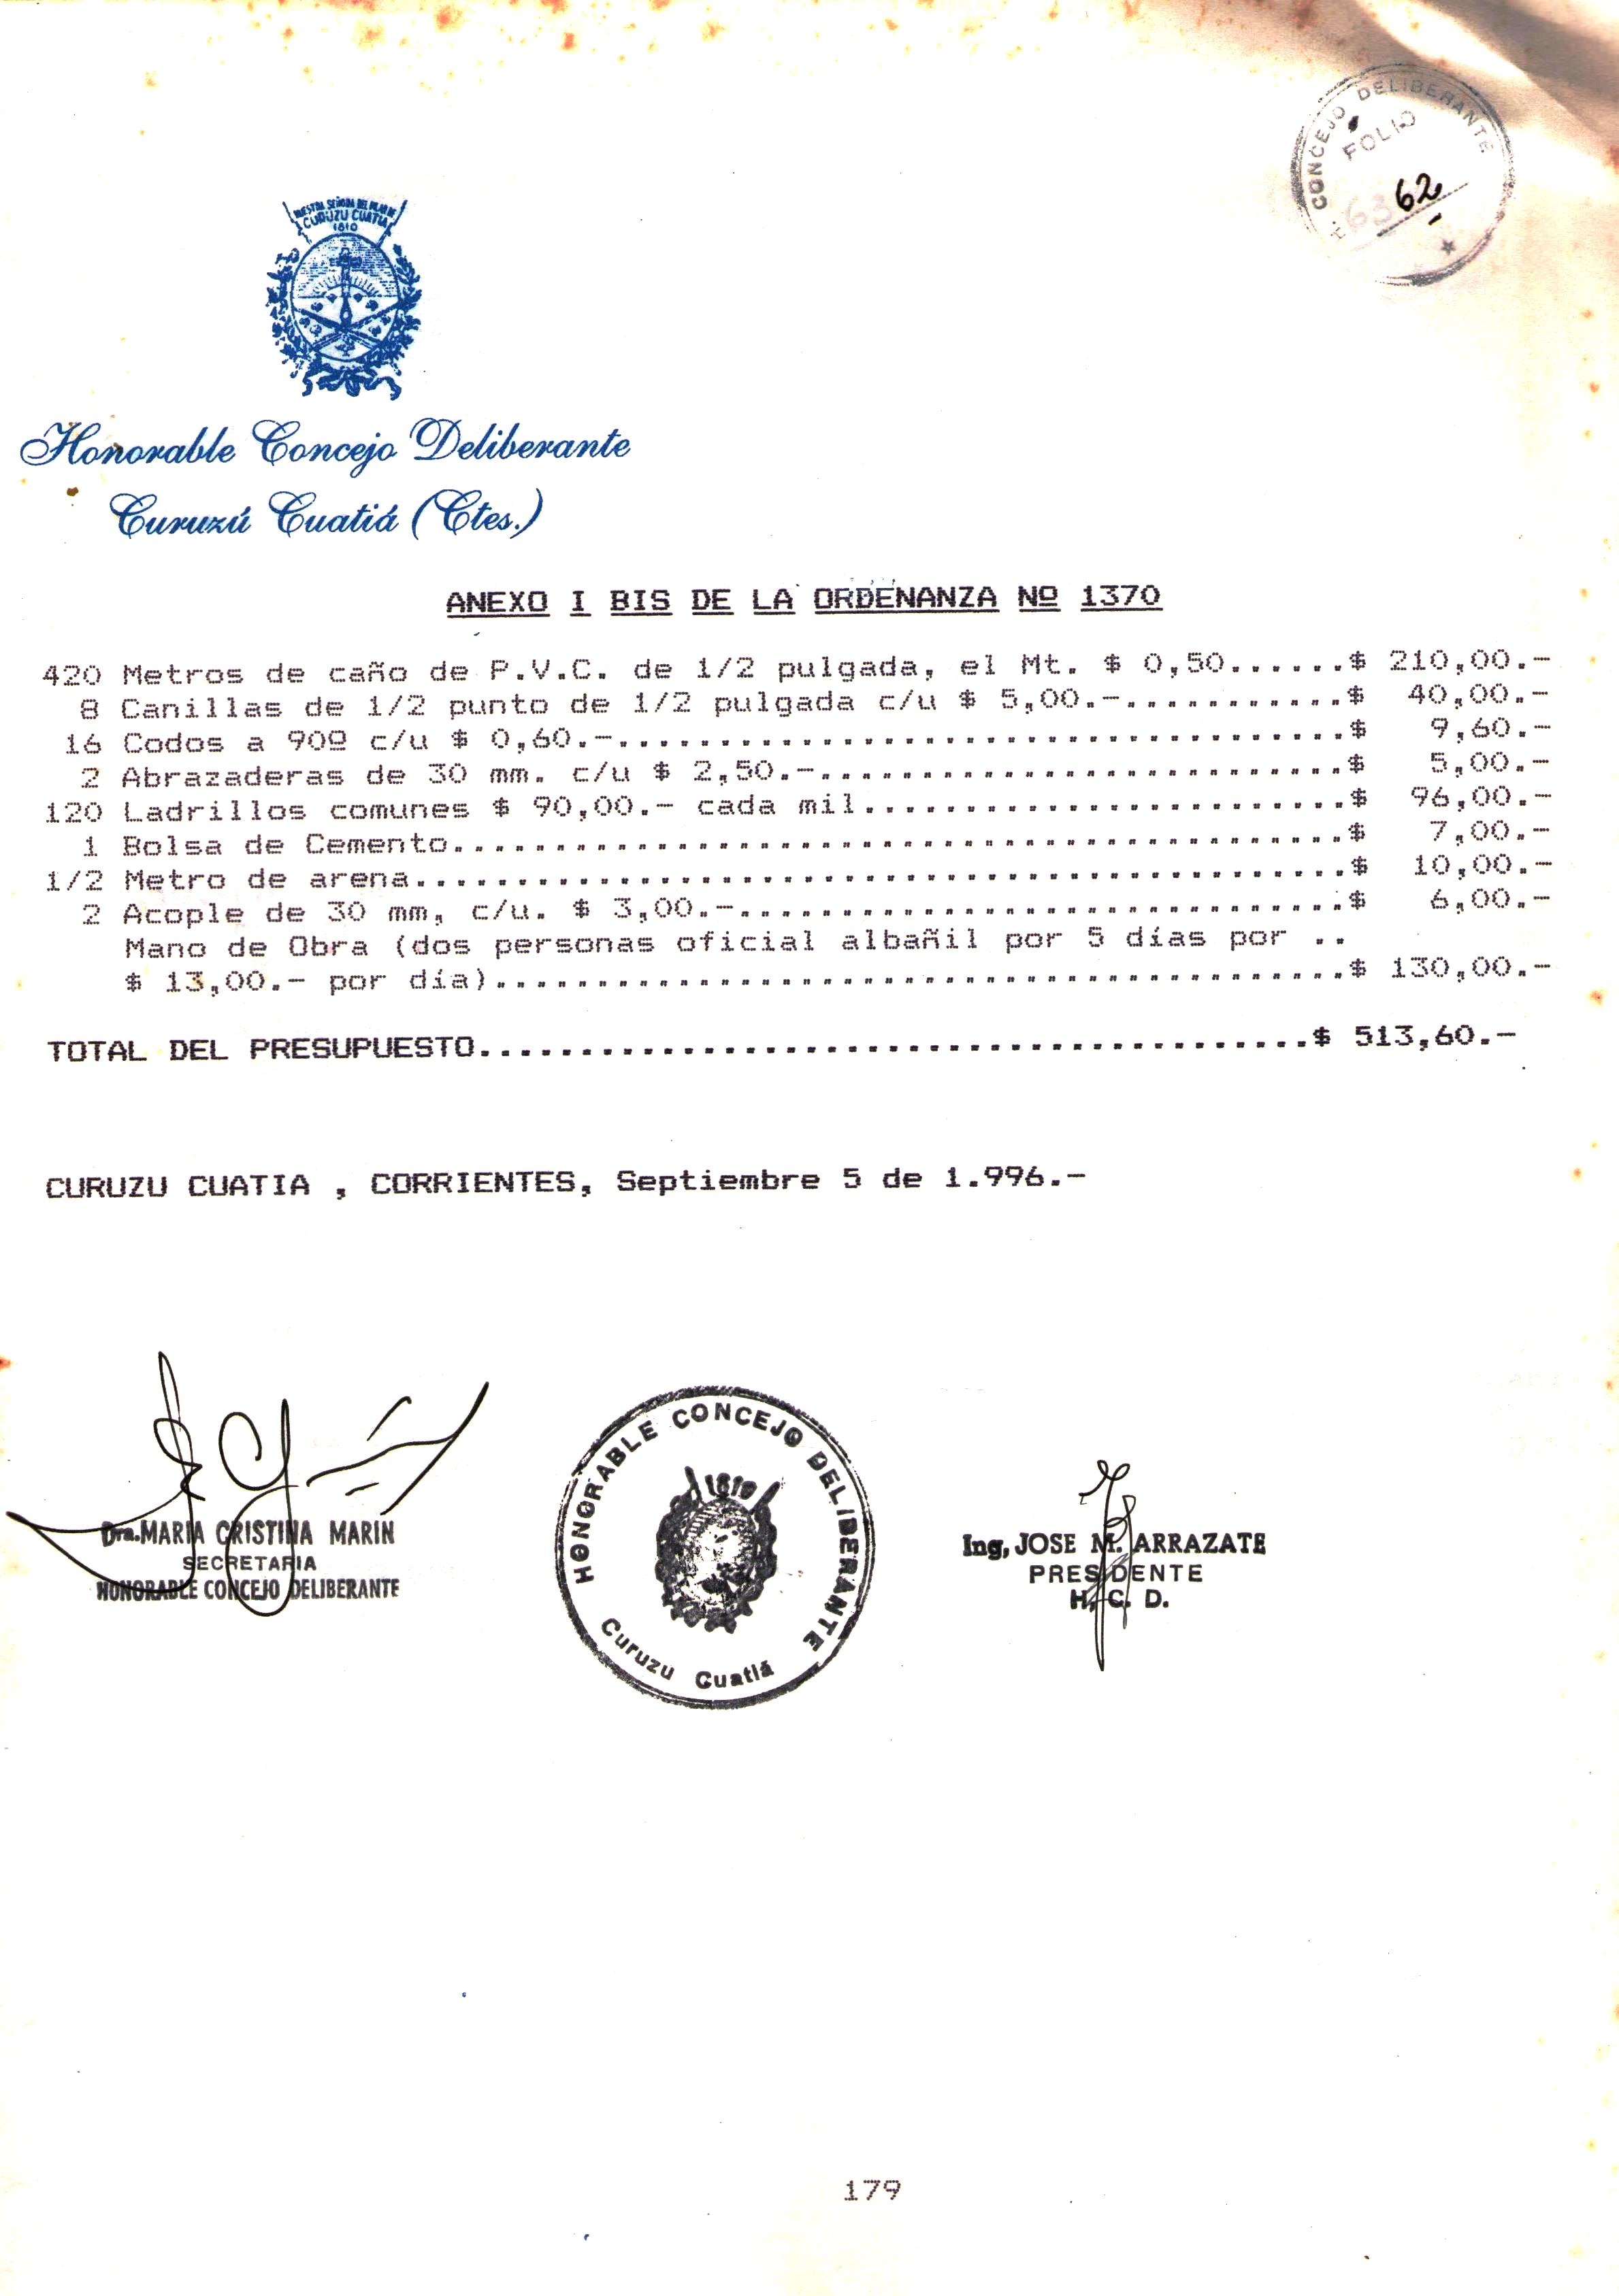 CONCEJO DELIBERANTE
FOLIO
62
NUESTRA SEÑORA DEL PILAR DE
CURUZU CUATIA
1810
Honorable Concejo Deliberante
Curuzú Cuatiá (Ctes.)
ANEXO I BIS DE LA ORDENANZA Nº 1370
420 Metros de caño de P.V.C. de 1/2 pulgada, el Mt. $ 0,50......$ 210,00.-
8 Canillas de 1/2 punto de 1/2 pulgada c/u $ 5,00.-...........$ 40,00.-
16 Codos a 90º c/u $ 0,60.-....................................$ 9,60.-
2 Abrazaderas de 30 mm. c/u $ 2,50.-..........................$ 5,00.-
120 Ladrillos comunes $ 90,00.- cada mil........................$ 96,00.-
1 Bolsa de Cemento............................................$ 7,00.-
1/2 Metro de arena..............................................$ 10,00.-
2 Acople de 30 mm, c/u. $ 3,00.-..............................$ 6,00.-
Mano de Obra (dos personas oficial albañil por 5 días por ..
$ 13,00.- por día)..........................................$ 130,00.-
TOTAL DEL PRESUPUESTO.........................................$ 513,60.-
CURUZU CUATIA , CORRIENTES, Septiembre 5 de 1.996.-
Dra.MARIA CRISTINA MARIN
SECRETARIA
HONORABLE CONCEJO DELIBERANTE
HONORABLE CONCEJO DELIBERANTE
1810
Curuzu Cuatiá
Ing, JOSE M. ARRAZATE
PRESIDENTE
H. C. D.
179